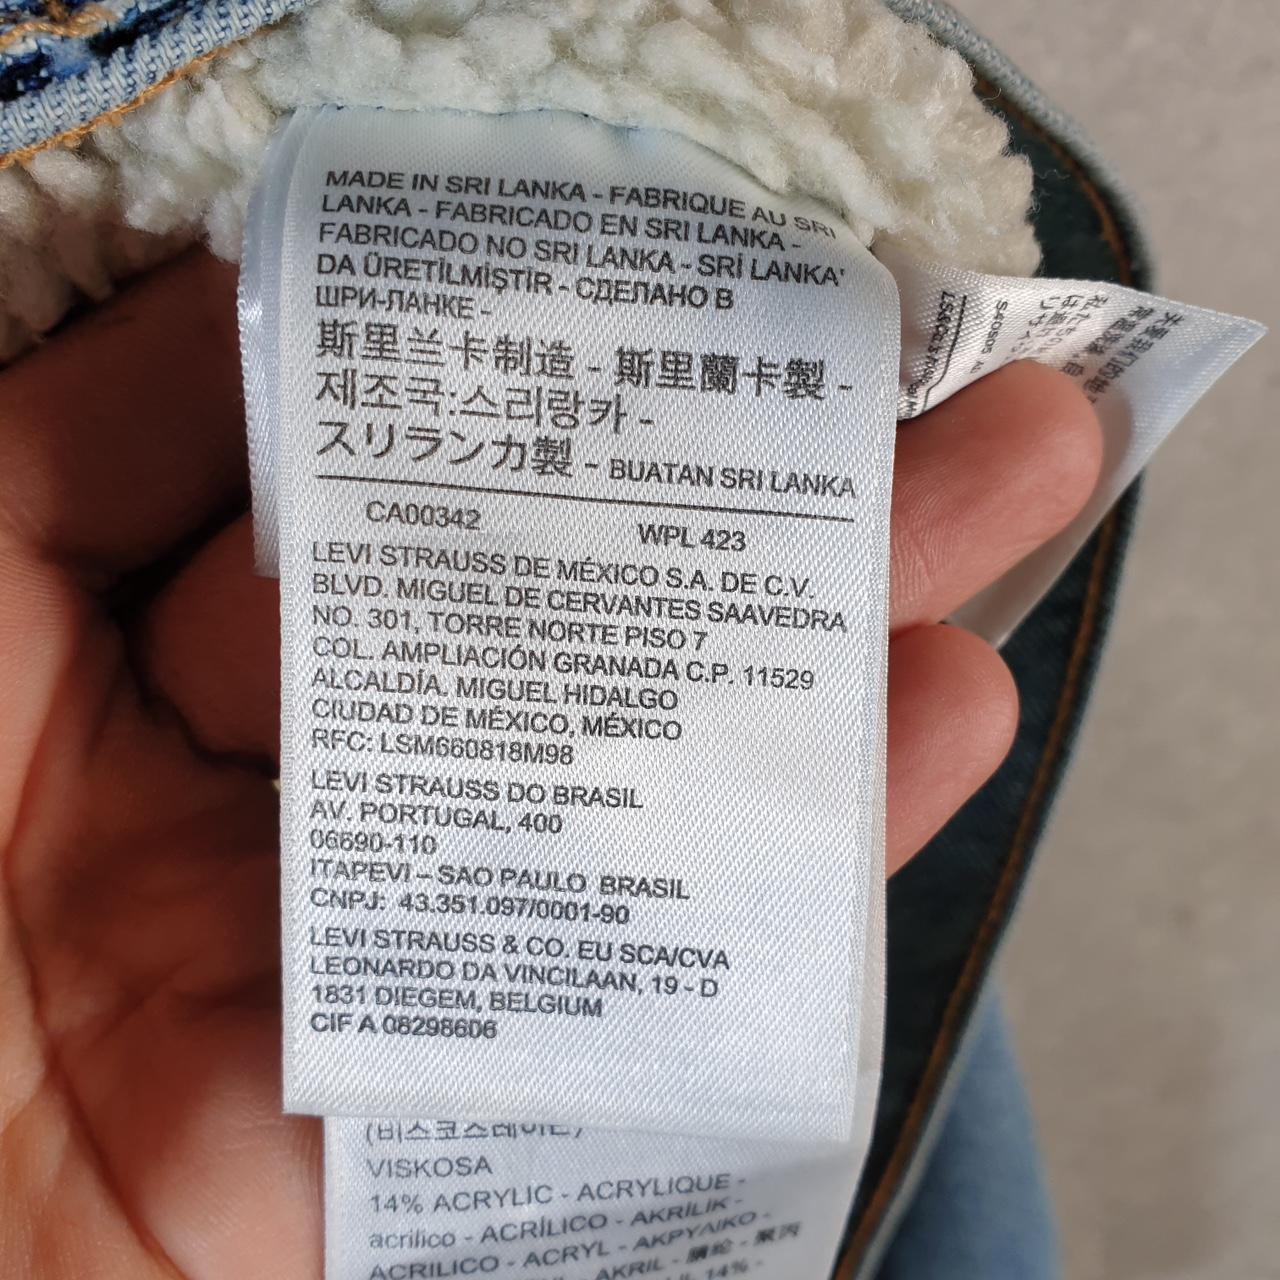 MADE IN SRI LANKA - FABRIQUE AU SRI
LANKA - FABRICADO EN SRI LANKA -
FABRICADO NO SRI LANKA - SRİ LANKA'
DA ÜRETİLMİŞTİR - СДЕЛАНО В
ШРИ-ЛАНКЕ -
斯里兰卡制造 - 斯里蘭卡製 -
제조국:스리랑카 -
スリランカ製 - BUATAN SRI LANKA
CA00342 WPL 423
LEVI STRAUSS DE MÉXICO S.A. DE C.V.
BLVD. MIGUEL DE CERVANTES SAAVEDRA
NO. 301, TORRE NORTE PISO 7
COL. AMPLIACIÓN GRANADA C.P. 11529
ALCALDÍA. MIGUEL HIDALGO
CIUDAD DE MÉXICO, MÉXICO
RFC: LSM660818M98
LEVI STRAUSS DO BRASIL
AV. PORTUGAL, 400
06690-110
ITAPEVI – SAO PAULO BRASIL
CNPJ: 43.351.097/0001-90
LEVI STRAUSS & CO. EU SCA/CVA
LEONARDO DA VINCILAAN, 19 - D
1831 DIEGEM, BELGIUM
CIF A 08298606
VISKOSA
14% ACRYLIC - ACRYLIQUE -
acrílico - ACRÍLICO - AKRİLİK -
ACRILICO - ACRYL - АКРУЛІКО -
AKRIL -
14% -